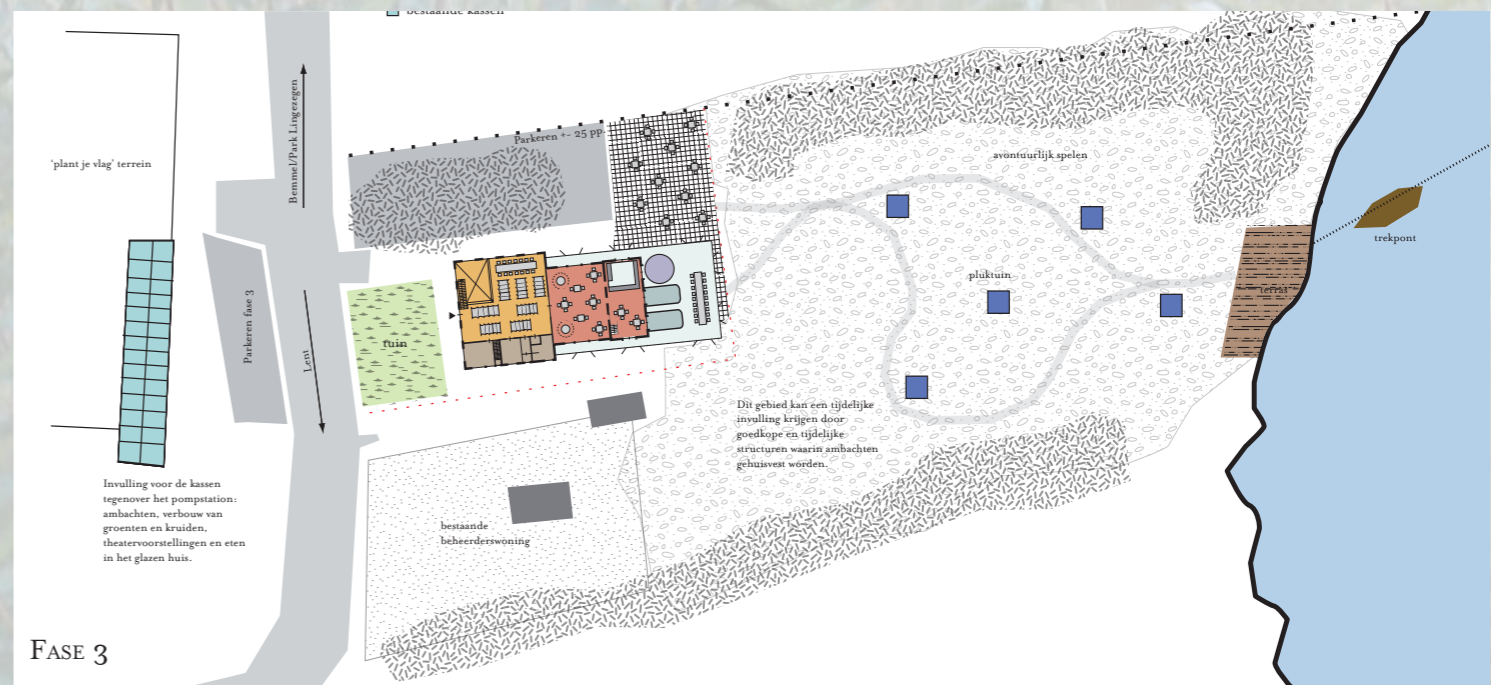 bestaande kassen
Bemmel/Park Lingezegen
'plant je vlag' terrein
Parkeren +- 25 pp.
avontuurlijk spelen
trekpont
pluktuin
terras
Parkeren fase 3
Lent
tuin
Dit gebied kan een tijdelijke
invulling krijgen door
goedkope en tijdelijke
structuren waarin ambachten
gehuisvest worden.
Invulling voor de kassen
tegenover het pompstation:
ambachten, verbouw van
groenten en kruiden,
theatervoorstellingen en eten
in het glazen huis.
bestaande
beheerderswoning
Fase 3